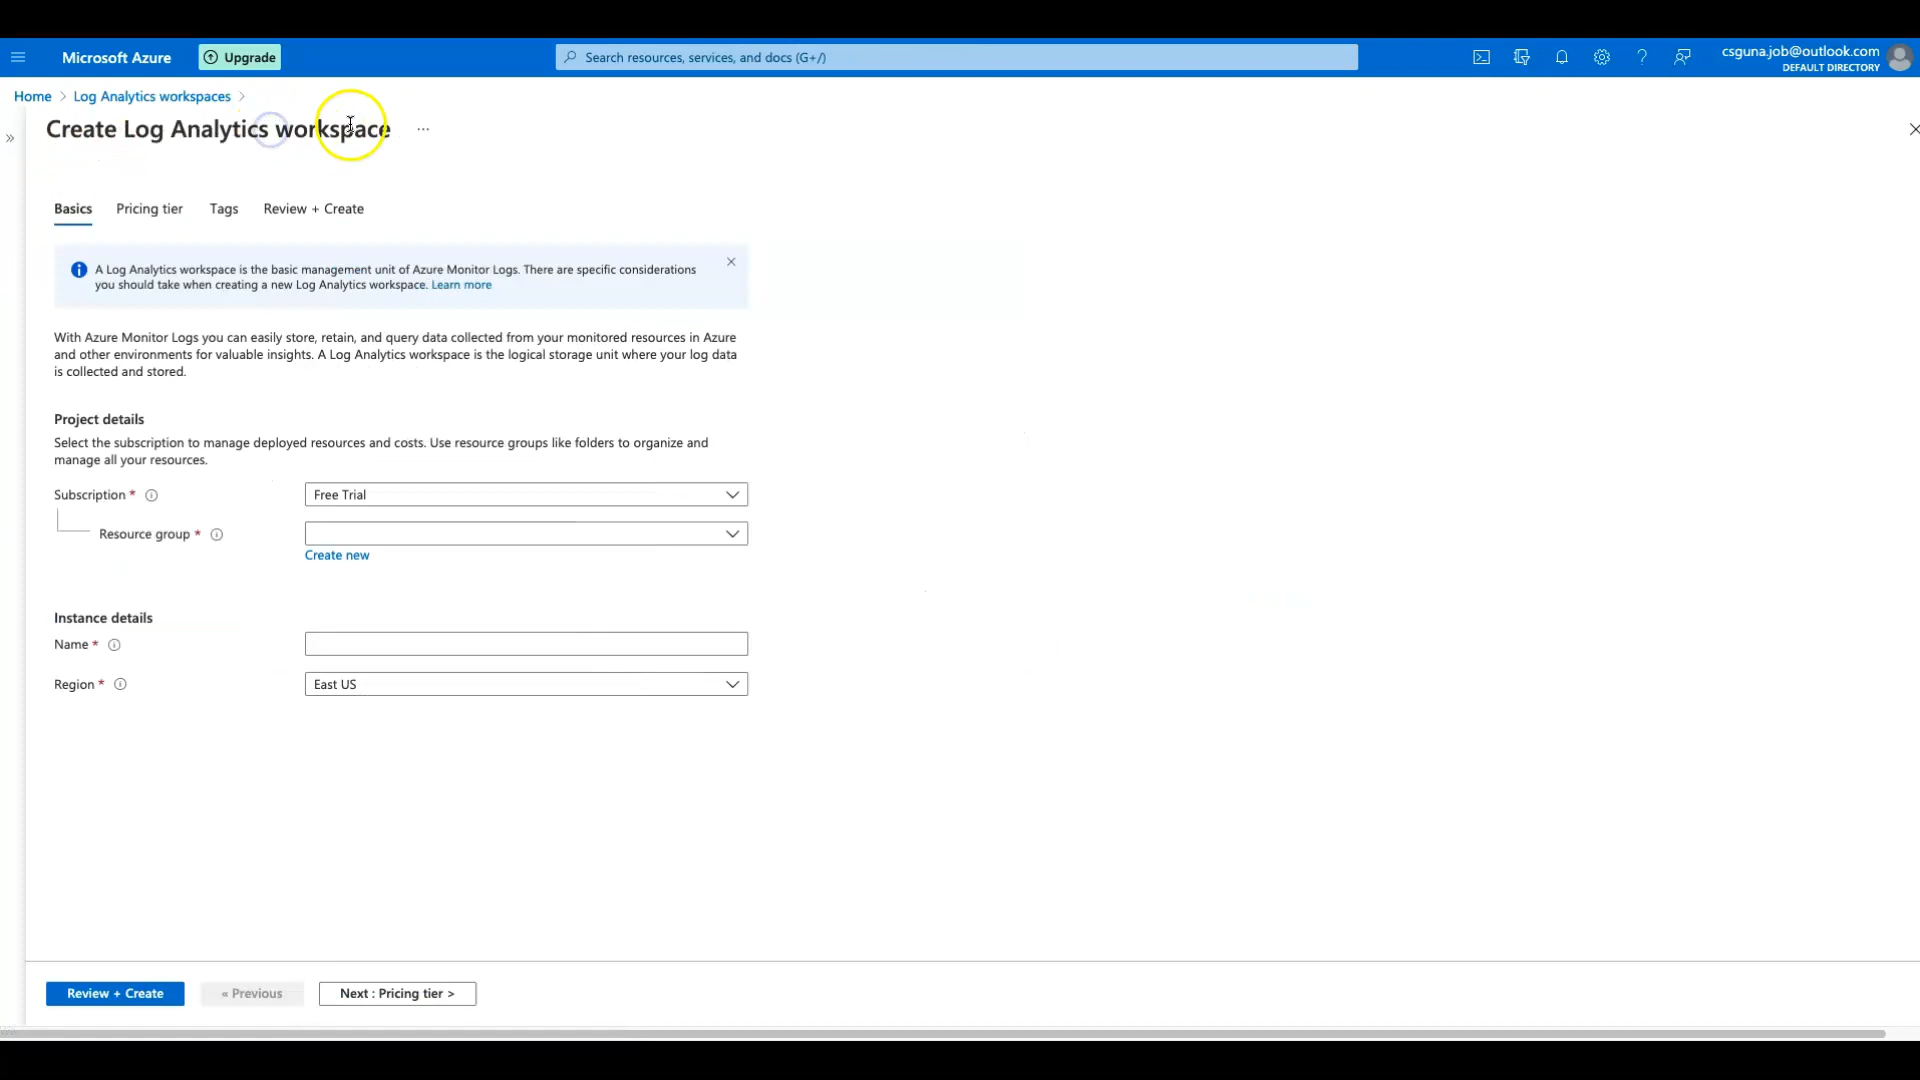 Microsoft Azure
Upgrade
Search resources, services, and docs (G+/)
csguna.job@outlook.com
DEFAULT DIRECTORY
Home > Log Analytics workspaces >
Create Log Analytics workspace ...
Basics
Pricing tier
Tags
Review + Create
A Log Analytics workspace is the basic management unit of Azure Monitor Logs. There are specific considerations
you should take when creating a new Log Analytics workspace. Learn more
With Azure Monitor Logs you can easily store, retain, and query data collected from your monitored resources in Azure
and other environments for valuable insights. A Log Analytics workspace is the logical storage unit where your log data
is collected and stored.
Project details
Select the subscription to manage deployed resources and costs. Use resource groups like folders to organize and
manage all your resources.
Subscription *
Free Trial
Resource group *
Create new
Instance details
Name *
Region *
East US
Review + Create
« Previous
Next : Pricing tier >